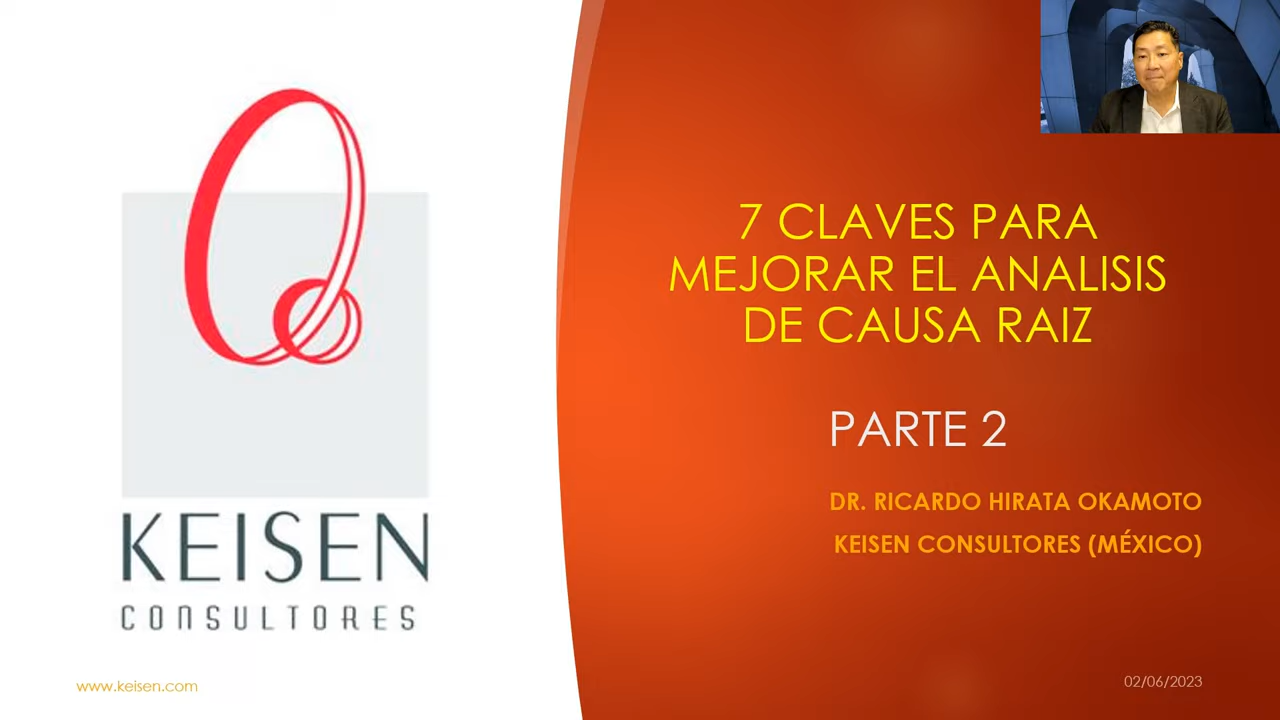 7 CLAVES PARA
MEJORAR EL ANALISIS
DE CAUSA RAIZ
PARTE 2
DR. RICARDO HIRATA OKAMOTO
KEISEN CONSULTORES (MÉXICO)
KEISEN
CONSULTORES
www.keisen.com
02/06/2023